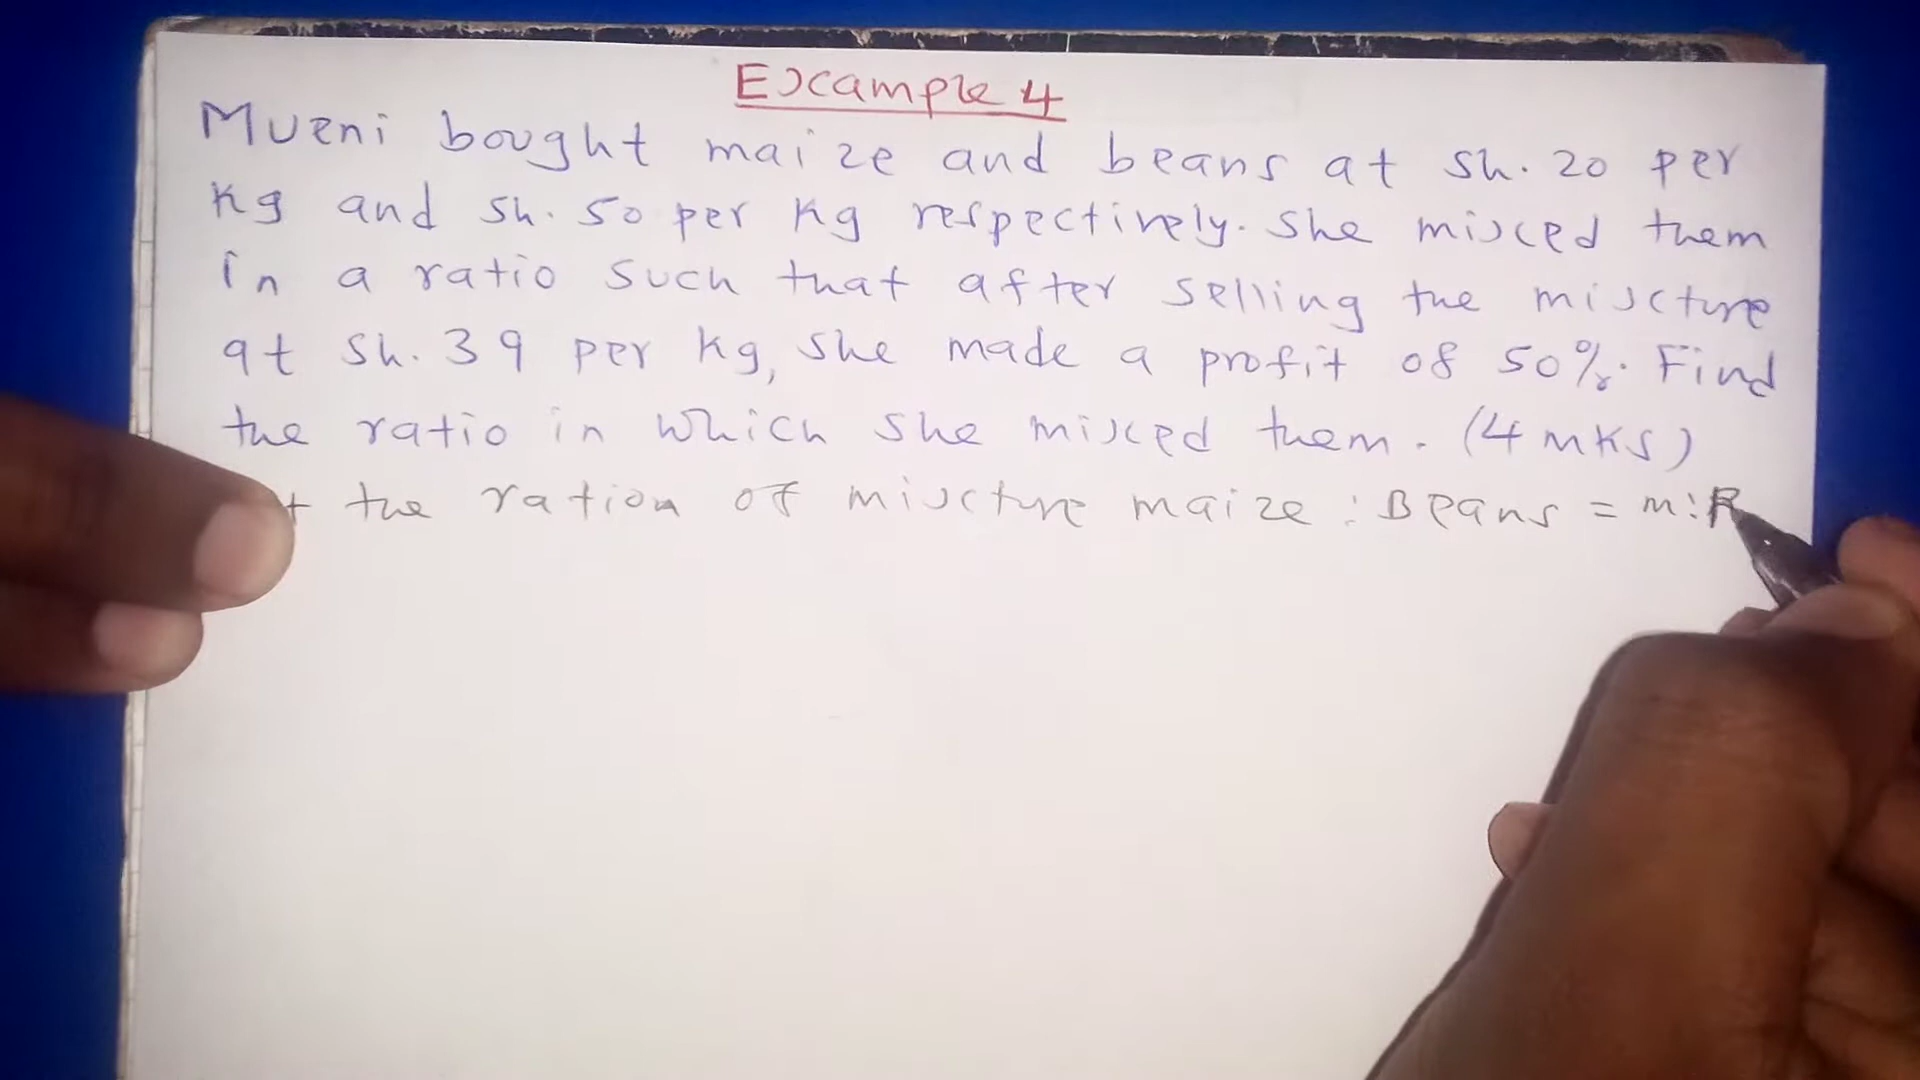 Example 4
Mueni bought maize and beans at sh. 20 per
kg and sh. 50 per kg respectively. She mixed them
in a ratio such that after selling the mixture
at sh. 39 per kg, she made a profit of 50%. Find
the ratio in which she mixed them. (4 mks)
the ration of mixture maize : Beans = m: